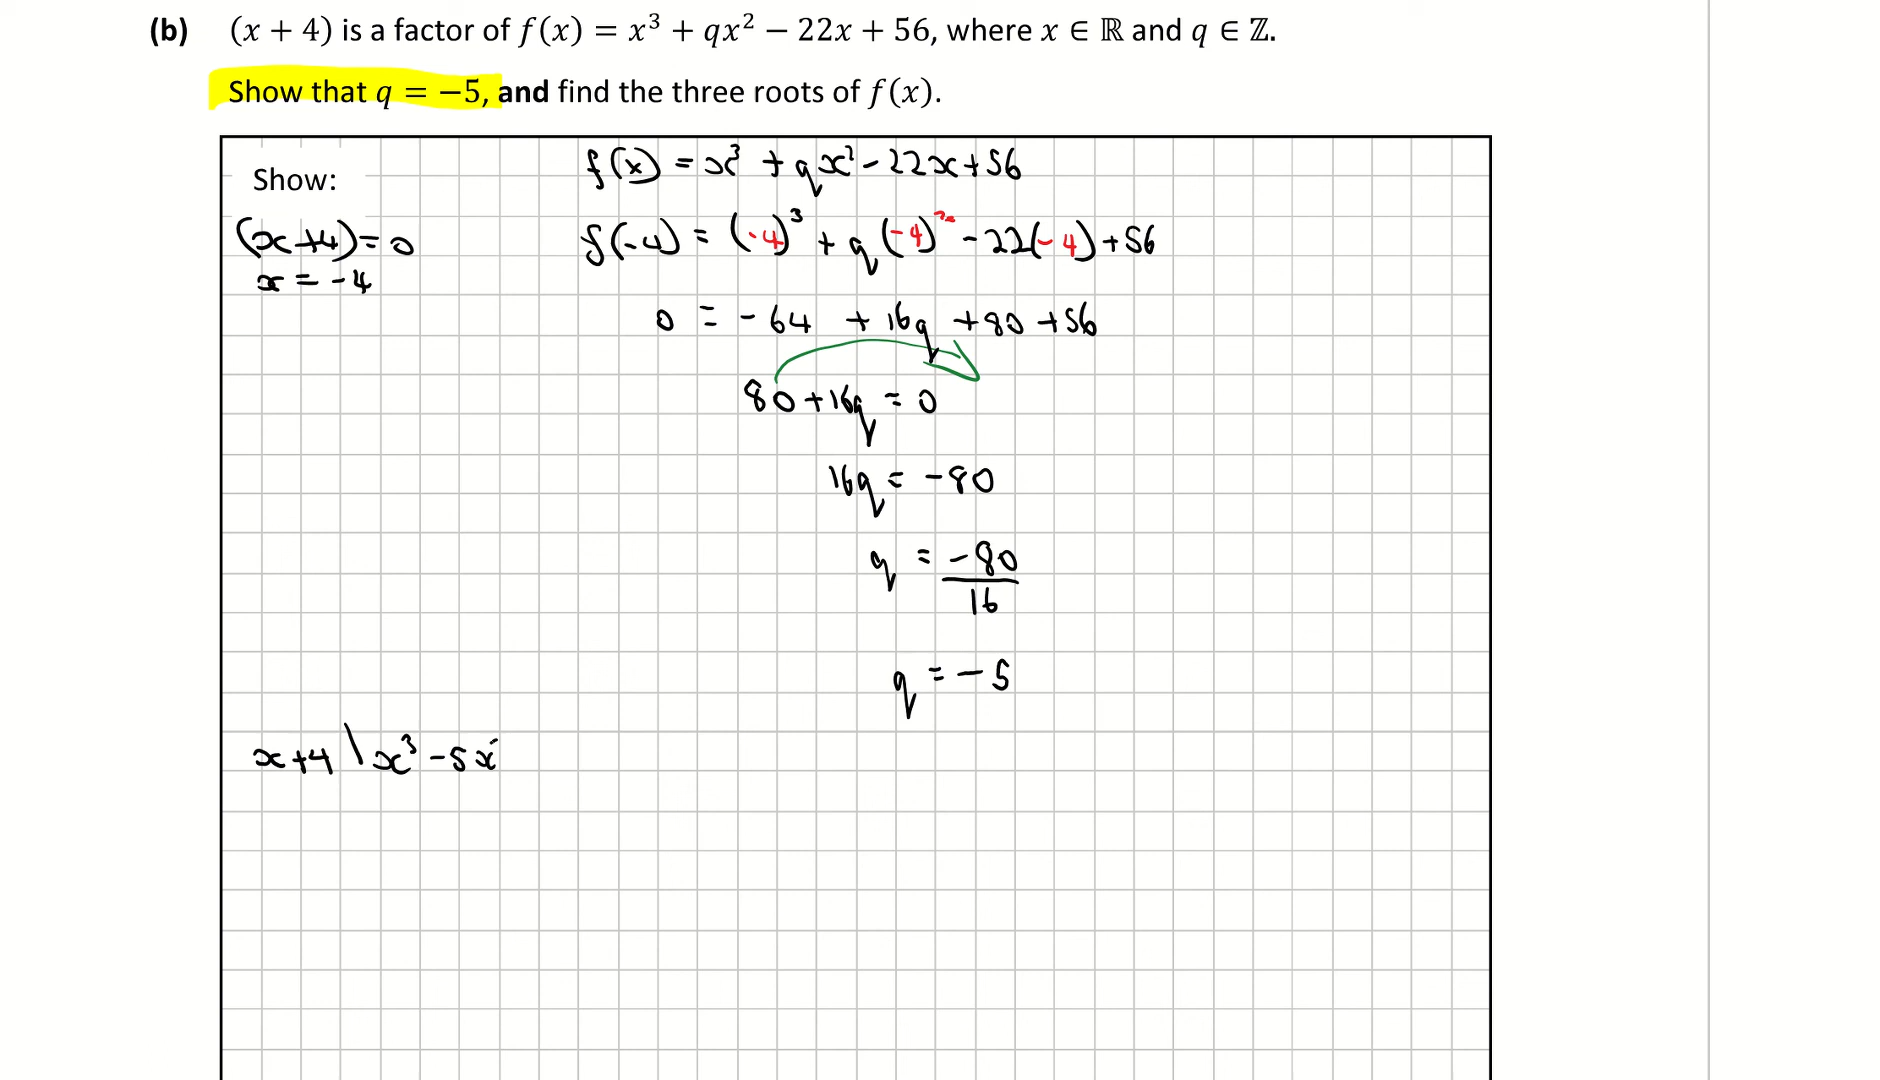 (b) (x + 4) is a factor of f(x) = x³ + qx² − 22x + 56, where x ∈ ℝ and q ∈ ℤ.
Show that q = −5, and find the three roots of f(x).
Show:
f(x) = x³ + qx² - 22x + 56
(x+4) = 0
x = -4
f(-4) = (-4)³ + q(-4)² - 22(-4) + 56
0 = -64 + 16q + 80 + 56
80 + 16q = 0
16q = -80
q = -80/16
q = -5
x+4 \ x³ - 5x